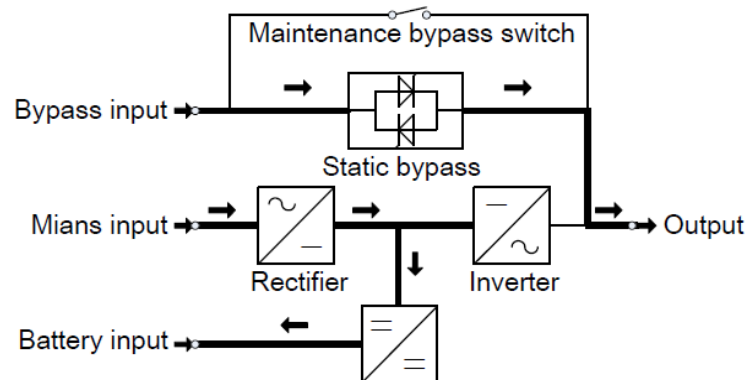 Maintenance bypass switch
Bypass input
Static bypass
Mians input
Output
Rectifier
Inverter
Battery input